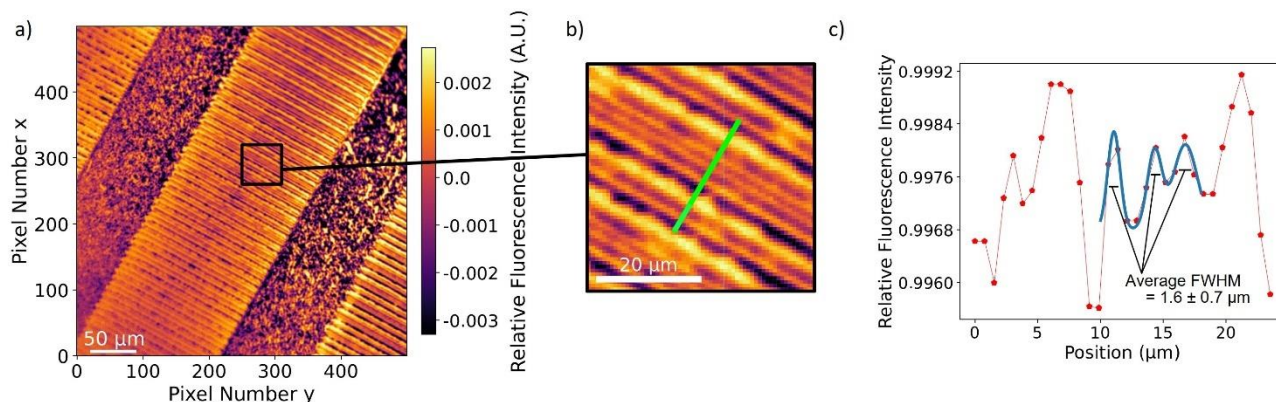 a)
Pixel Number x
400
300
200
100
0
50 µm
0 100 200 300 400
Pixel Number y
0.002
0.001
0.0
-0.001
-0.002
-0.003
Relative Fluorescence Intensity (A.U.)
b)
20 µm
c)
Relative Fluorescence Intensity
0.9992
0.9984
0.9976
0.9968
0.9960
Average FWHM
= 1.6 ± 0.7 µm
0 5 10 15 20
Position (µm)